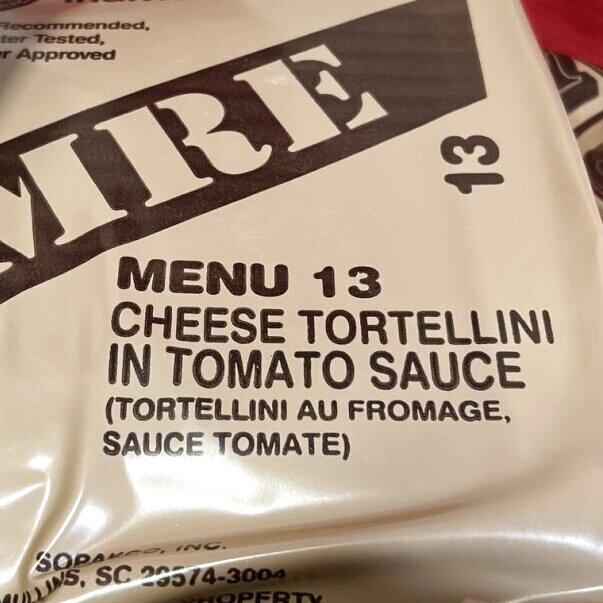 Recommended,
Tested,
Approved
MRE
13
MENU 13
CHEESE TORTELLINI
IN TOMATO SAUCE
(TORTELLINI AU FROMAGE,
SAUCE TOMATE)
INC.
SC 29574-3004
PROPERTY